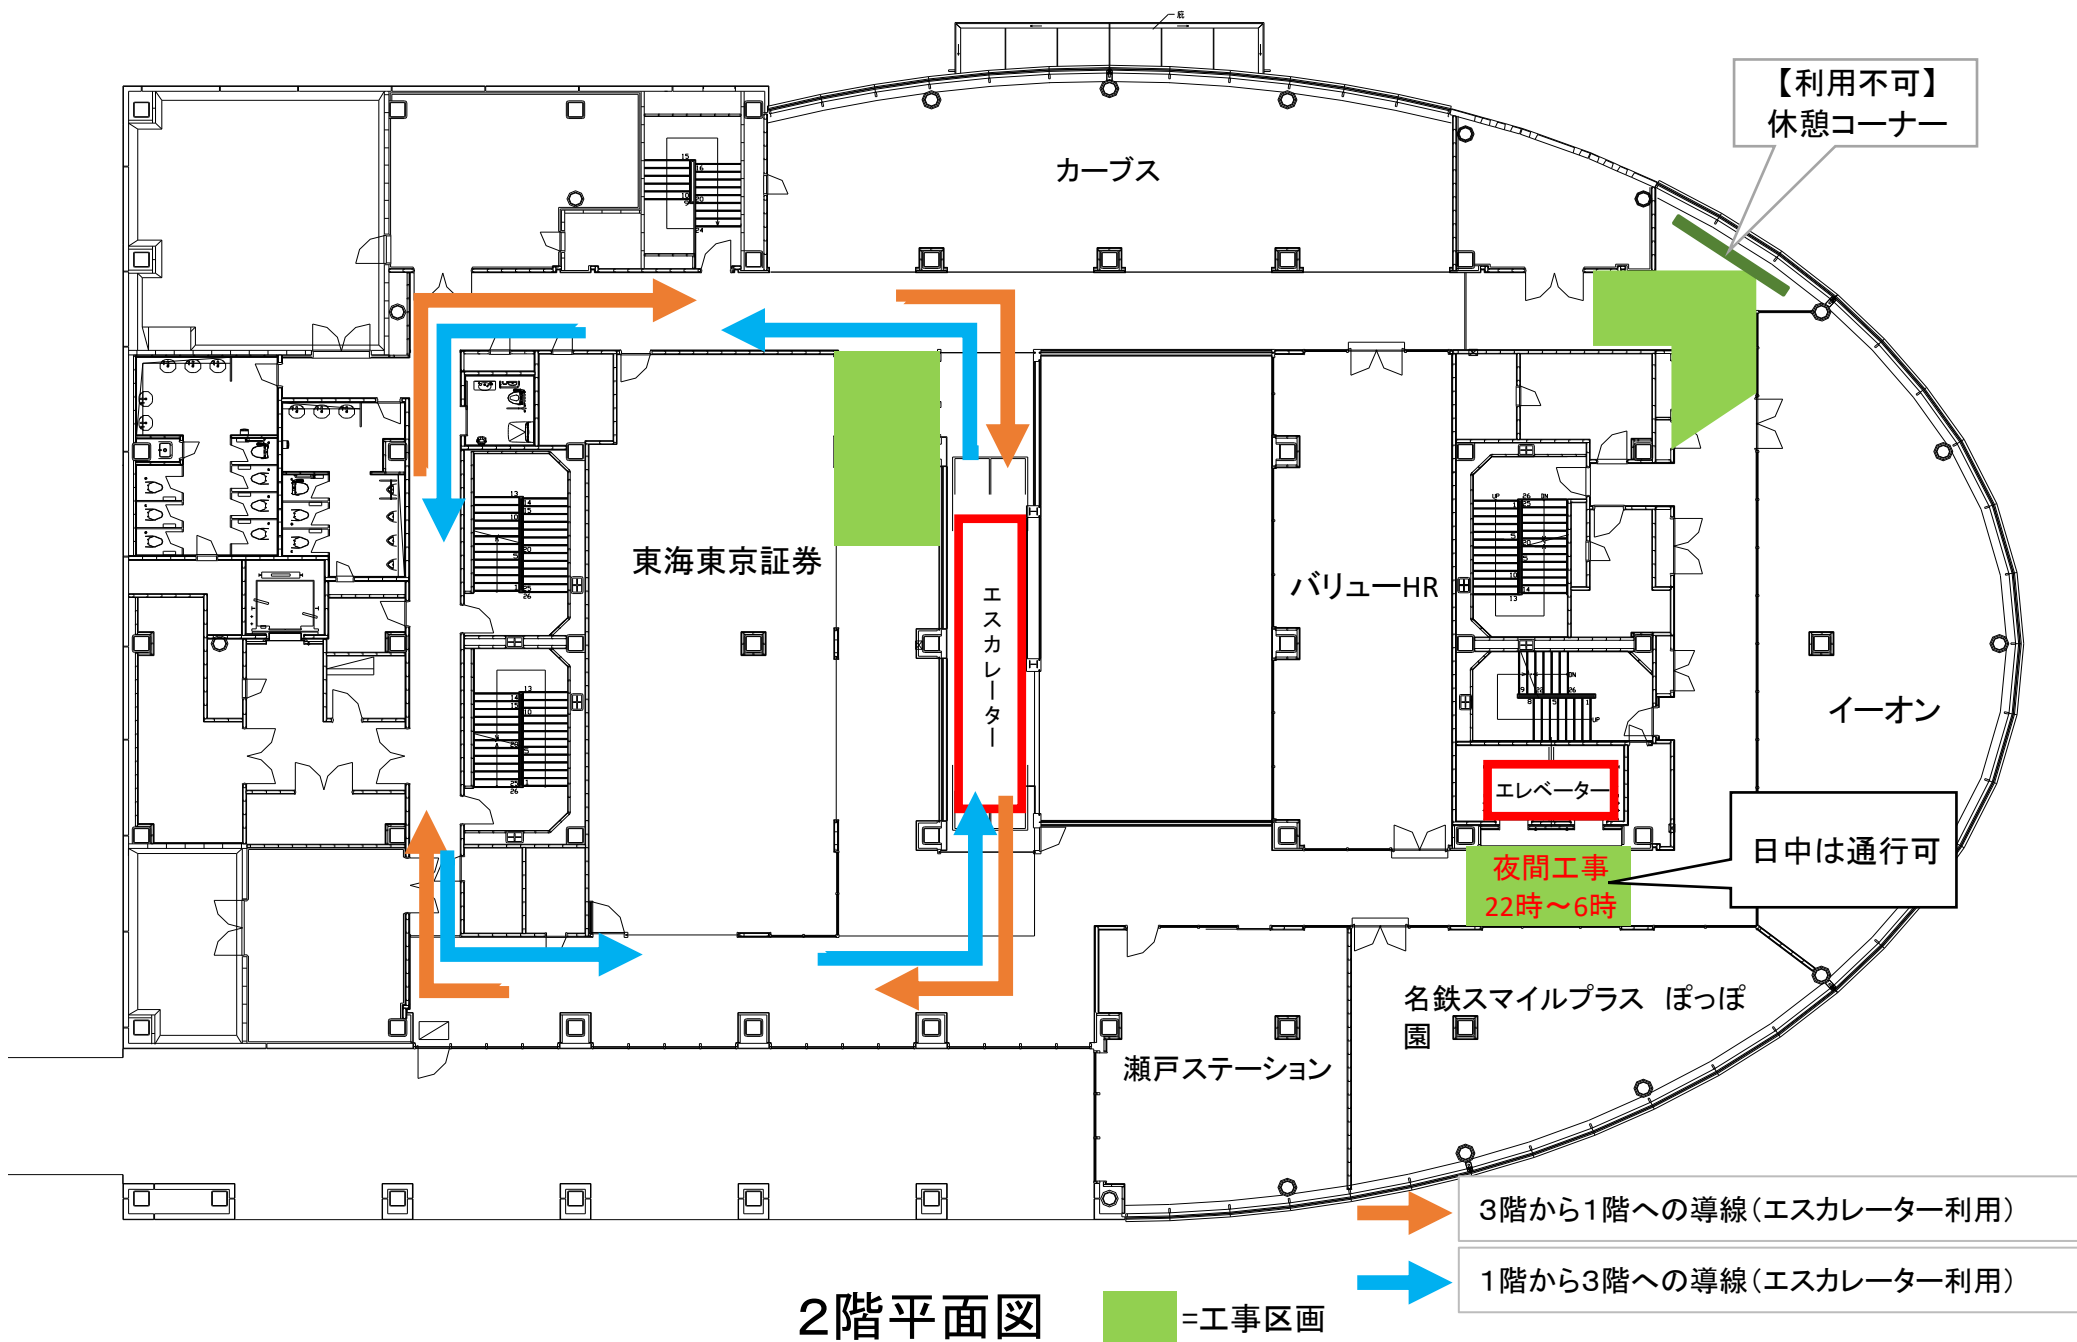 庇
【利用不可】
休憩コーナー
カーブス
東海東京証券
エスカレーター
バリューHR
イーオン
エレベーター
日中は通行可
夜間工事
22時～6時
名鉄スマイルプラス　ぽっぽ
園
瀬戸ステーション
3階から1階への導線（エスカレーター利用）
1階から3階への導線（エスカレーター利用）
2階平面図
=工事区画